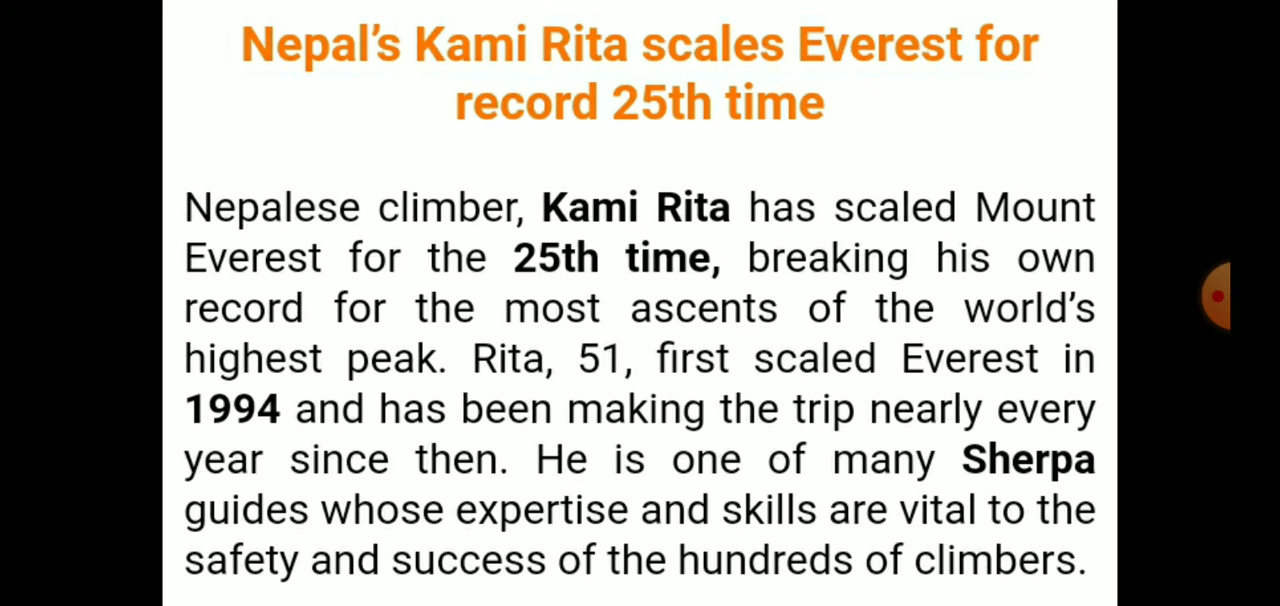 Nepal’s Kami Rita scales Everest for
record 25th time
Nepalese climber, Kami Rita has scaled Mount
Everest for the 25th time, breaking his own
record for the most ascents of the world’s
highest peak. Rita, 51, first scaled Everest in
1994 and has been making the trip nearly every
year since then. He is one of many Sherpa
guides whose expertise and skills are vital to the
safety and success of the hundreds of climbers.